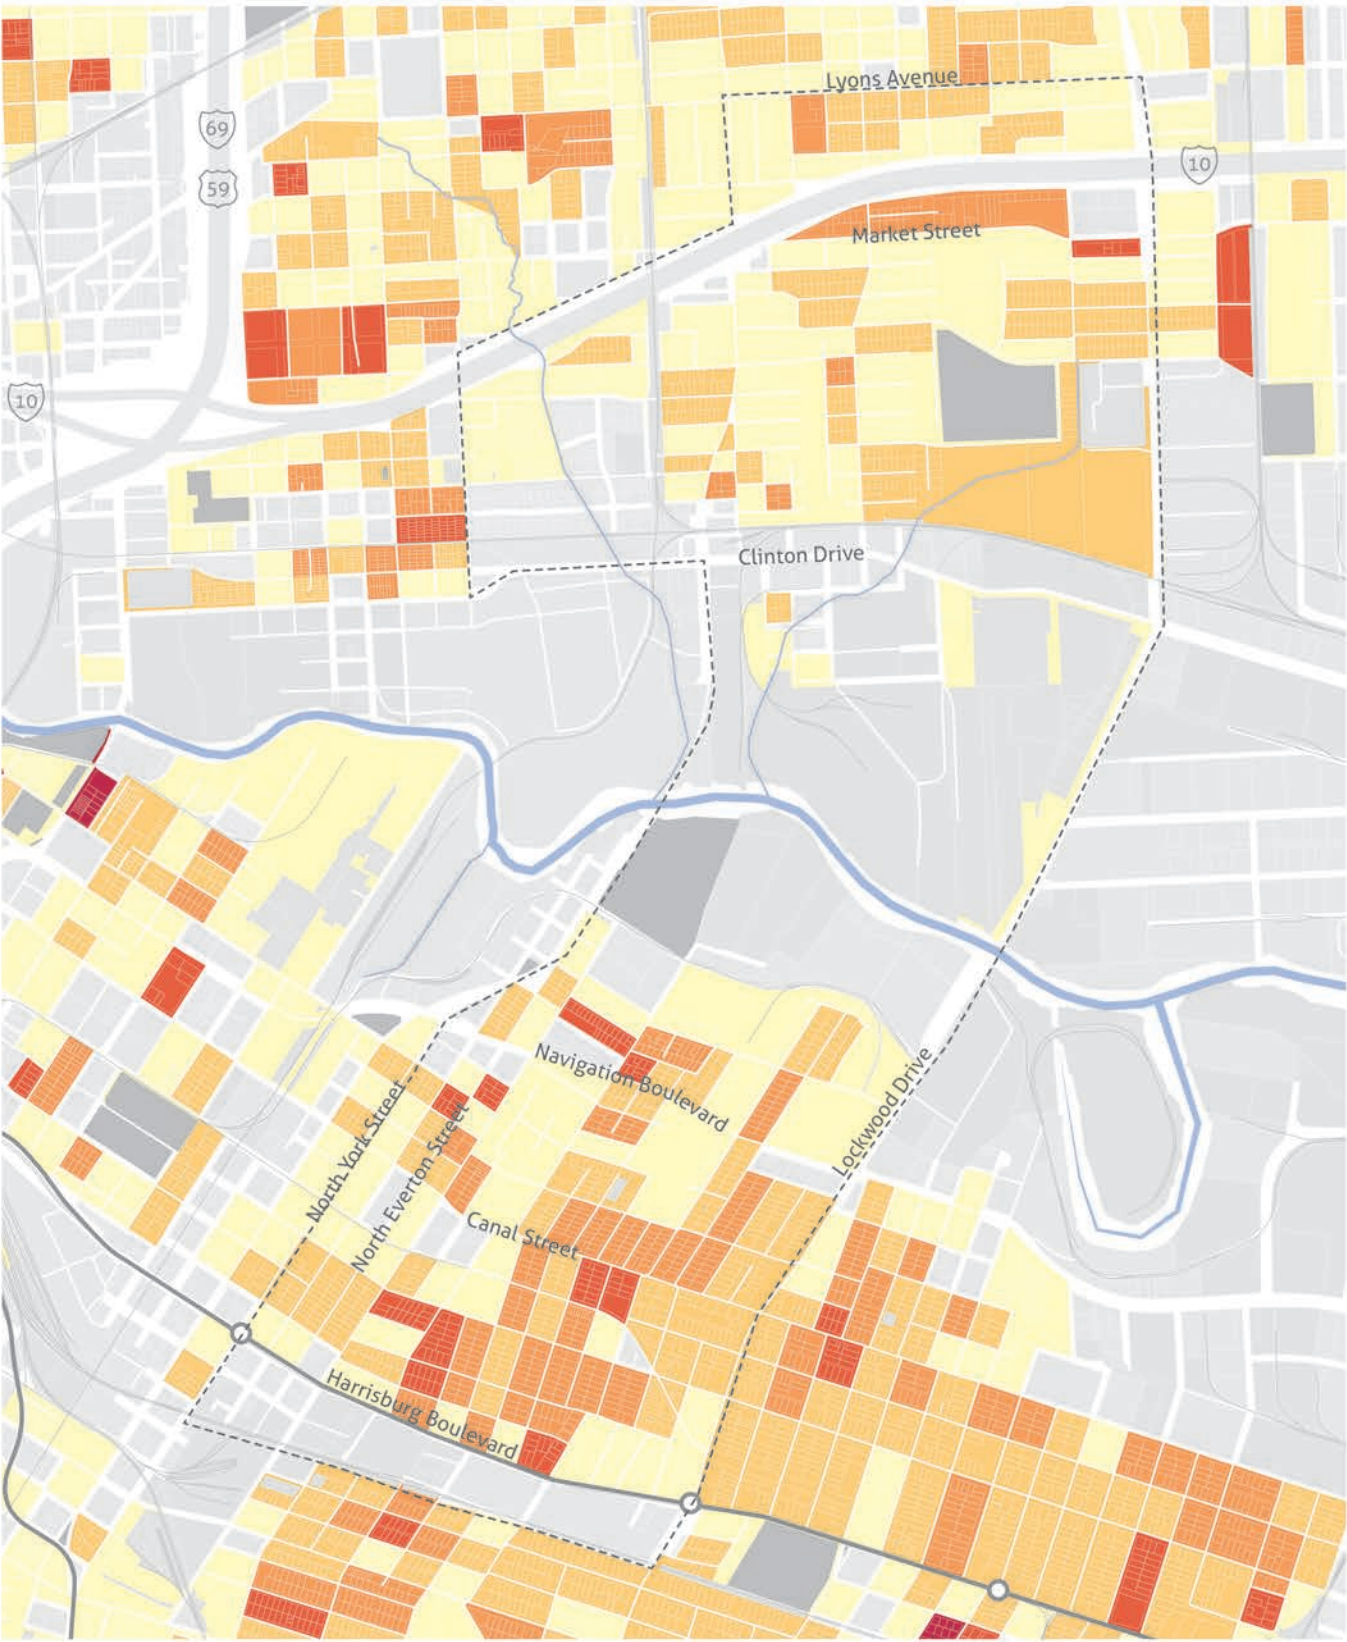 Lyons Avenue
69
59
10
Market Street
10
Clinton Drive
Navigation Boulevard
Lockwood Drive
North York Street
North Everton Street
Canal Street
Harrisburg Boulevard